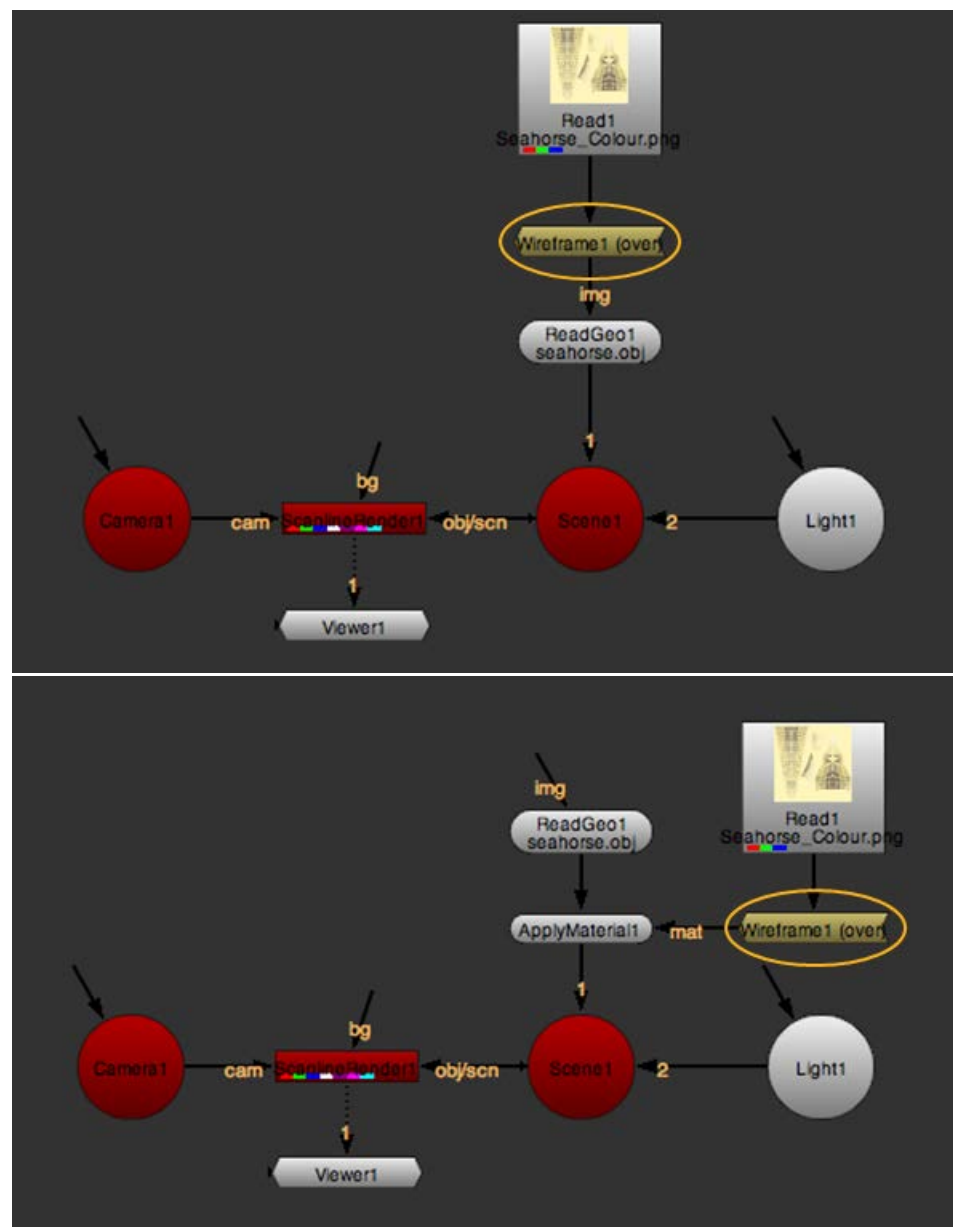 Read1
Seahorse_Colour.png
Wireframe1 (over)
img
ReadGeo1
seahorse.obj
1
bg
Camera1
cam
ScanlineRender1
obj/scn
Scene1
2
Light1
1
Viewer1
img
ReadGeo1
seahorse.obj
Read1
Seahorse_Colour.png
ApplyMaterial1
mat
Wireframe1 (over)
1
bg
Camera1
cam
ScanlineRender1
obj/scn
Scene1
2
Light1
1
Viewer1